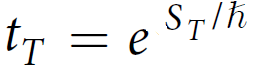 t_T = e^{S_T/ℏ}